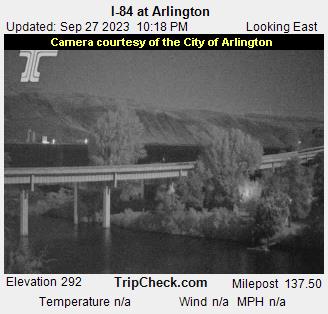 I-84 at Arlington
Updated: Sep 27 2023 10:18 PM Looking East
Camera courtesy of the City of Arlington
Elevation 292 TripCheck.com Milepost 137.50
Temperature n/a Wind n/a MPH n/a